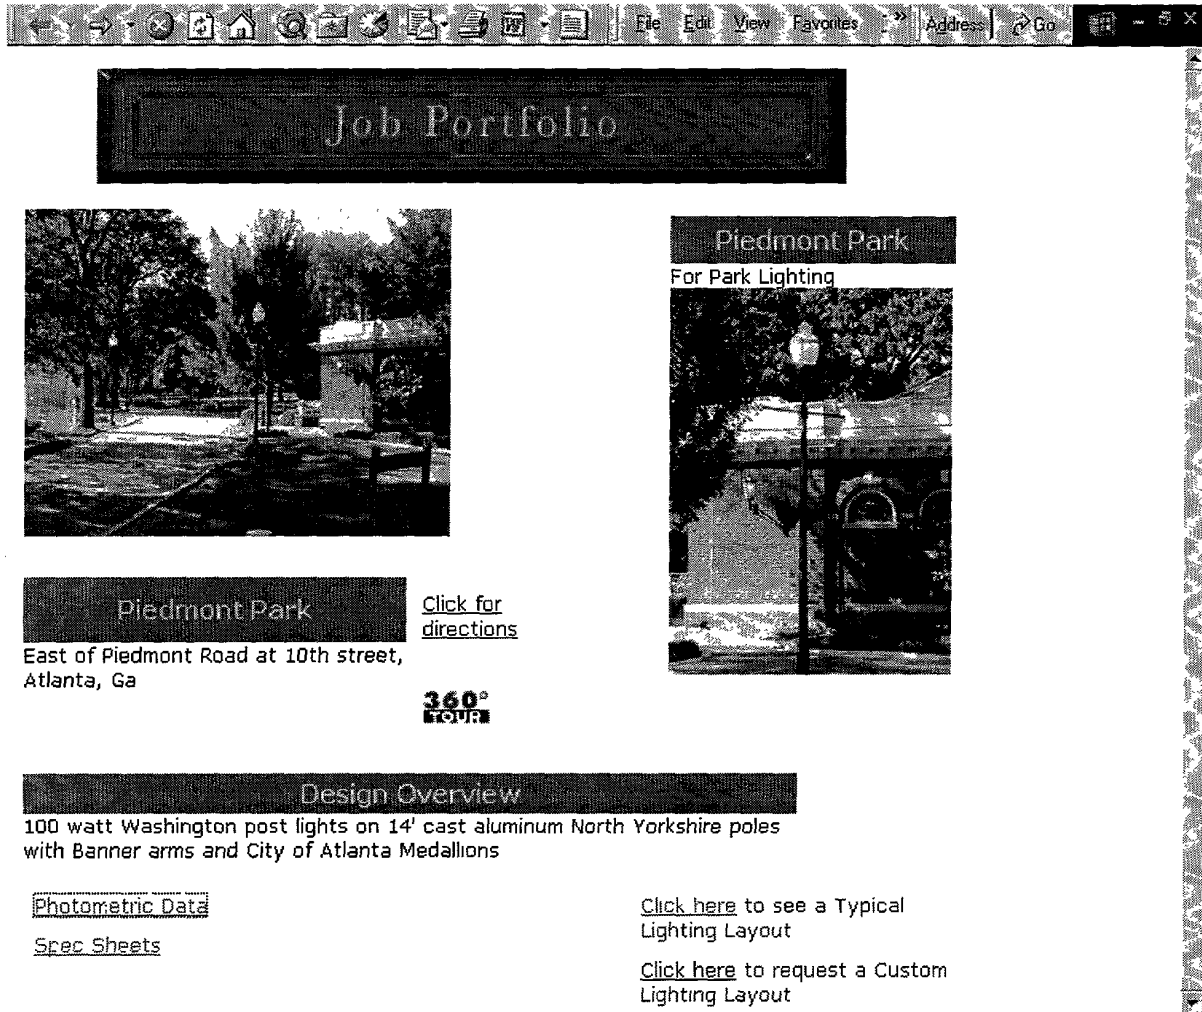 File Edit View Favorites » Address Go
Job Portfolio
Piedmont Park
For Park Lighting
Piedmont Park
East of Piedmont Road at 10th street,
Atlanta, Ga
Click for
directions
360°
TOUR
Design Overview
100 watt Washington post lights on 14' cast aluminum North Yorkshire poles
with Banner arms and City of Atlanta Medallions
Photometric Data
Spec Sheets
Click here to see a Typical
Lighting Layout
Click here to request a Custom
Lighting Layout